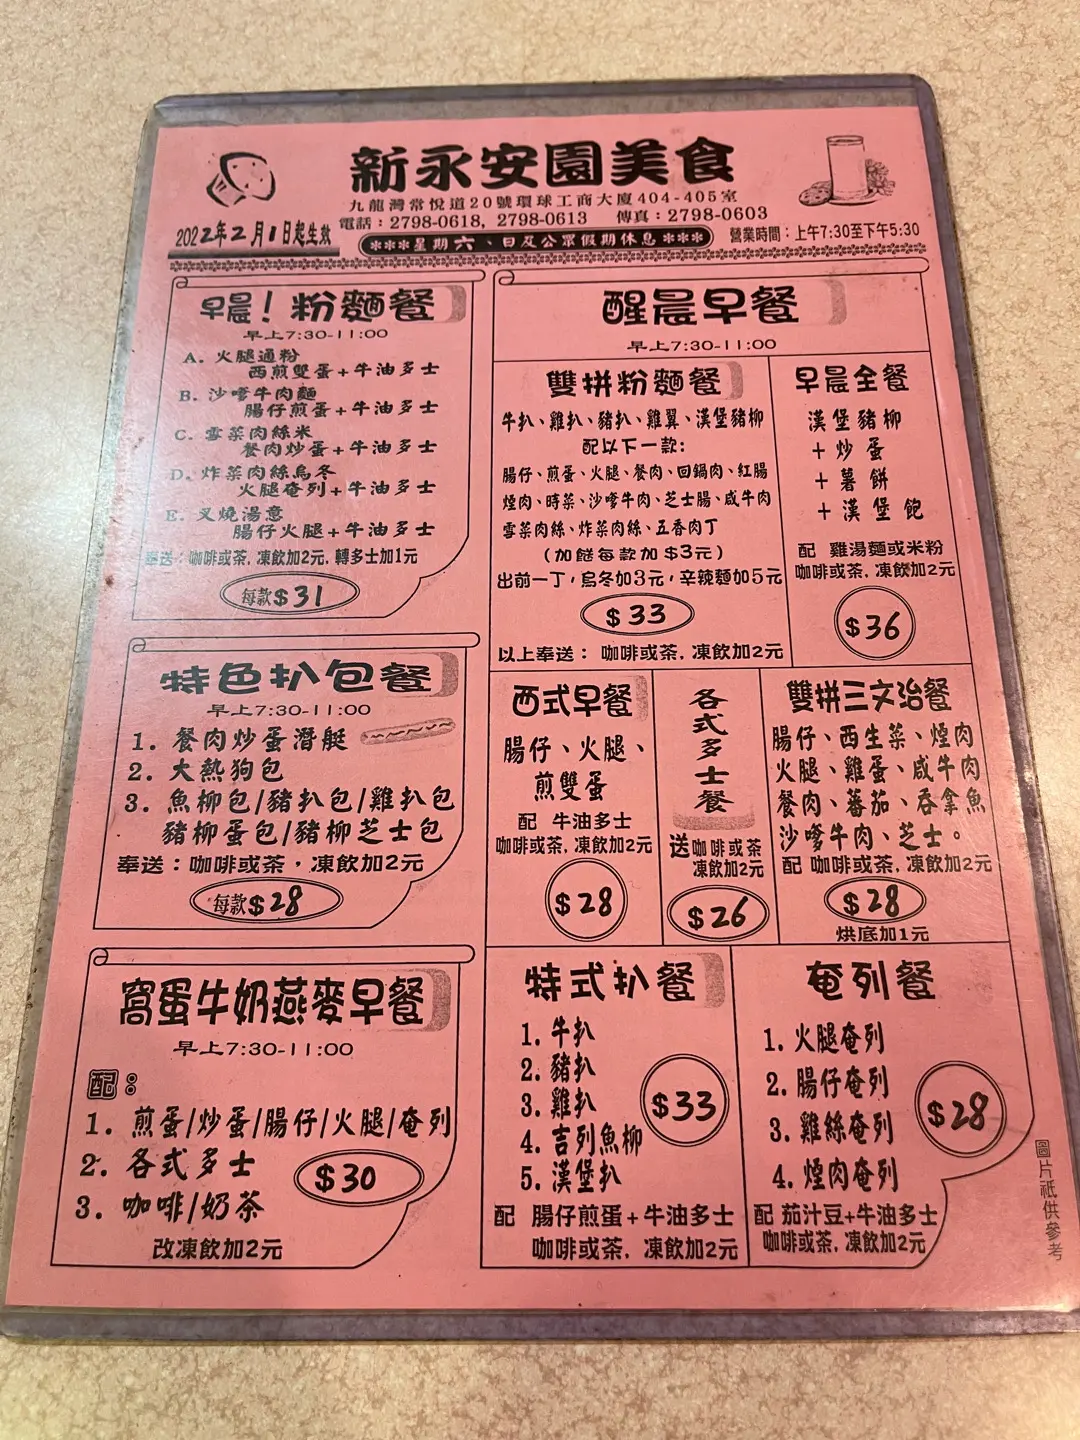 新永安園美食
九龍灣常悅道20號環球工商大廈404-405室
電話：2798-0618, 2798-0613 傳真：2798-0603
2022年2月1日起生效
***星期六、日及公眾假期休息***
營業時間：上午7:30至下午5:30
早晨！粉麵餐
早上7:30-11:00
A. 火腿通粉
西煎雙蛋+牛油多士
B. 沙嗲牛肉麵
腸仔煎蛋+牛油多士
C. 雪菜肉絲米
餐肉炒蛋+牛油多士
D. 炸菜肉絲烏冬
火腿奄列+牛油多士
E. 叉燒湯意
腸仔火腿+牛油多士
奉送：咖啡或茶, 凍飲加2元, 轉多士加1元
每款$31
特色扒包餐
早上7:30-11:00
1. 餐肉炒蛋潛艇
2. 大熱狗包
3. 魚柳包/豬扒包/雞扒包
豬柳蛋包/豬柳芝士包
奉送：咖啡或茶，凍飲加2元
每款$28
窩蛋牛奶燕麥早餐
早上7:30-11:00
配：
1. 煎蛋/炒蛋/腸仔/火腿/奄列
2. 各式多士
3. 咖啡/奶茶
$30
改凍飲加2元
醒晨早餐
早上7:30-11:00
雙拼粉麵餐
牛扒、雞扒、豬扒、雞翼、漢堡豬柳
配以下一款：
腸仔、煎蛋、火腿、餐肉、回鍋肉、紅腸
煙肉、時菜、沙嗲牛肉、芝士腸、咸牛肉
雪菜肉絲、炸菜肉絲、五香肉丁
(加餸每款加$3元)
出前一丁，烏冬加3元，辛辣麵加5元
$33
以上奉送： 咖啡或茶, 凍飲加2元
早晨全餐
漢堡豬柳
+炒蛋
+薯餅
+漢堡飽
配 雞湯麵或米粉
咖啡或茶, 凍飲加2元
$36
西式早餐
腸仔、火腿、
煎雙蛋
配 牛油多士
咖啡或茶, 凍飲加2元
$28
各式多士餐
送咖啡或茶
凍飲加2元
$26
雙拼三文治餐
腸仔、西生菜、煙肉
火腿、雞蛋、咸牛肉
餐肉、蕃茄、吞拿魚
沙嗲牛肉、芝士。
配 咖啡或茶, 凍飲加2元
$28
烘底加1元
特式扒餐
1. 牛扒
2. 豬扒
3. 雞扒
4. 吉列魚柳
5. 漢堡扒
$33
配 腸仔煎蛋+牛油多士
咖啡或茶, 凍飲加2元
奄列餐
1. 火腿奄列
2. 腸仔奄列
3. 雞絲奄列
4. 煙肉奄列
$28
配 茄汁豆+牛油多士
咖啡或茶, 凍飲加2元
圖片祇供參考